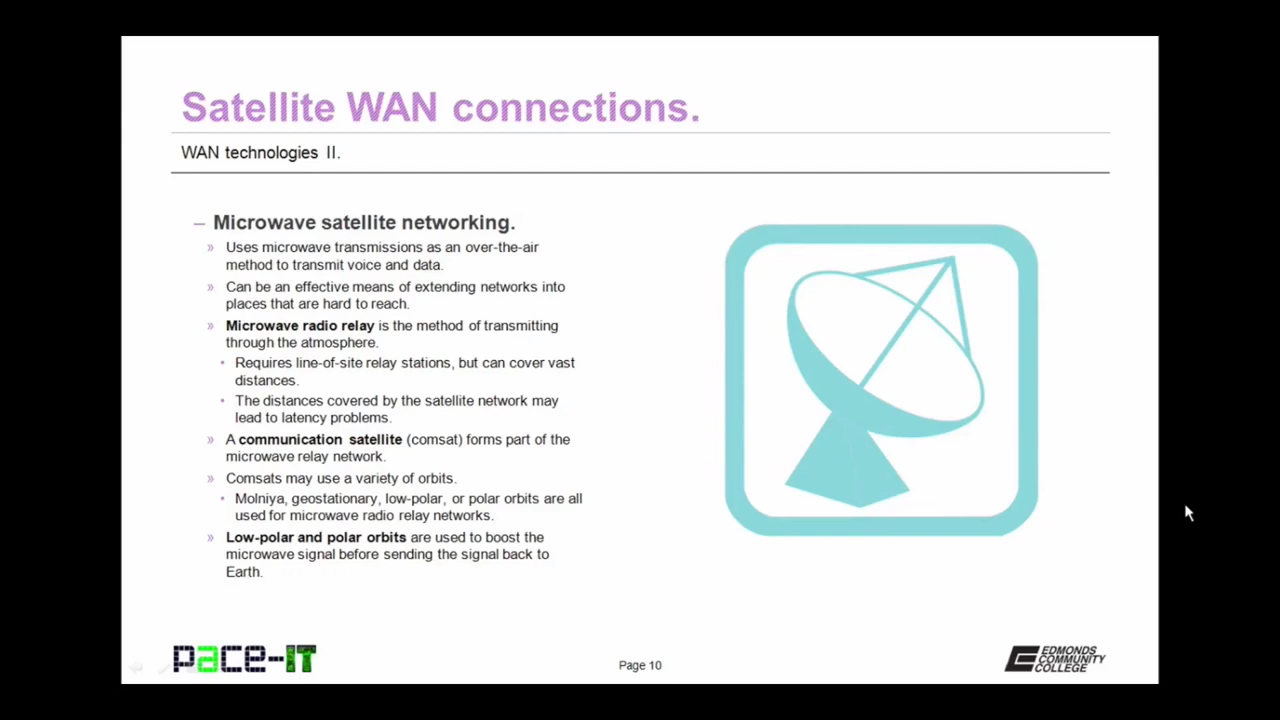 Satellite WAN connections.
WAN technologies II.
– Microwave satellite networking.
» Uses microwave transmissions as an over-the-air
method to transmit voice and data.
» Can be an effective means of extending networks into
places that are hard to reach.
» Microwave radio relay is the method of transmitting
through the atmosphere.
• Requires line-of-site relay stations, but can cover vast
distances.
• The distances covered by the satellite network may
lead to latency problems.
» A communication satellite (comsat) forms part of the
microwave relay network.
» Comsats may use a variety of orbits.
• Molniya, geostationary, low-polar, or polar orbits are all
used for microwave radio relay networks.
» Low-polar and polar orbits are used to boost the
microwave signal before sending the signal back to
Earth.
pace-IT
Page 10
EDMONDS
COMMUNITY
COLLEGE